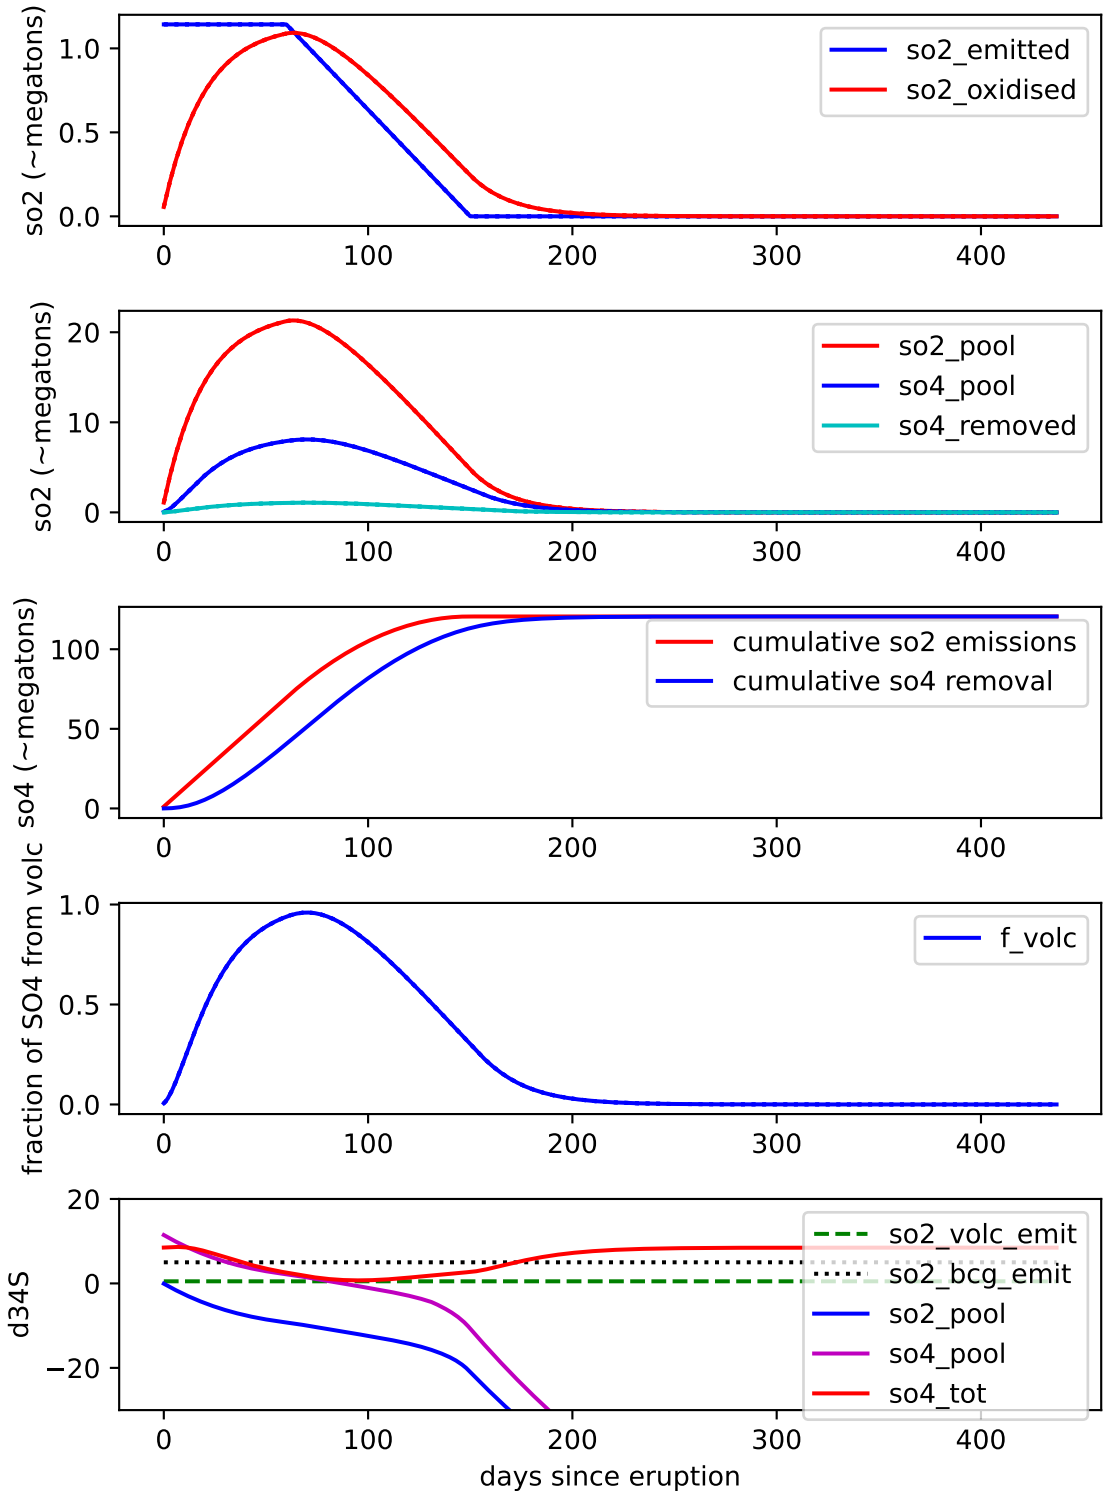 so2 (~megatons)
1.0
0.5
0.0
so2_emitted
so2_oxidised
0 100 200 300 400
so2 (~megatons)
20
10
0
so2_pool
so4_pool
so4_removed
0 100 200 300 400
so4 (~megatons)
100
50
0
cumulative so2 emissions
cumulative so4 removal
0 100 200 300 400
fraction of SO4 from volc
1.0
0.5
0.0
f_volc
0 100 200 300 400
d34S
20
0
−20
so2_volc_emit
so2_bcg_emit
so2_pool
so4_pool
so4_tot
0 100 200 300 400
days since eruption